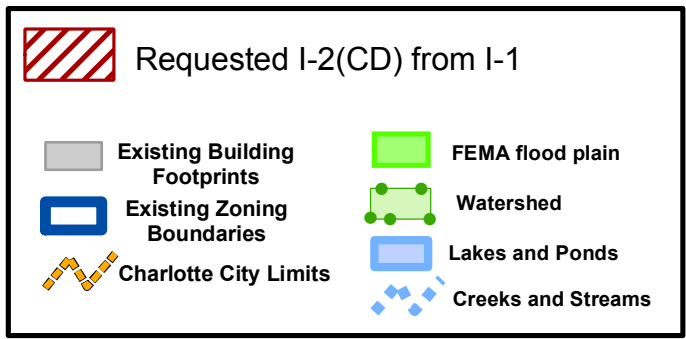 Requested I-2(CD) from I-1
Existing Building
Footprints
Existing Zoning
Boundaries
Charlotte City Limits
FEMA flood plain
Watershed
Lakes and Ponds
Creeks and Streams